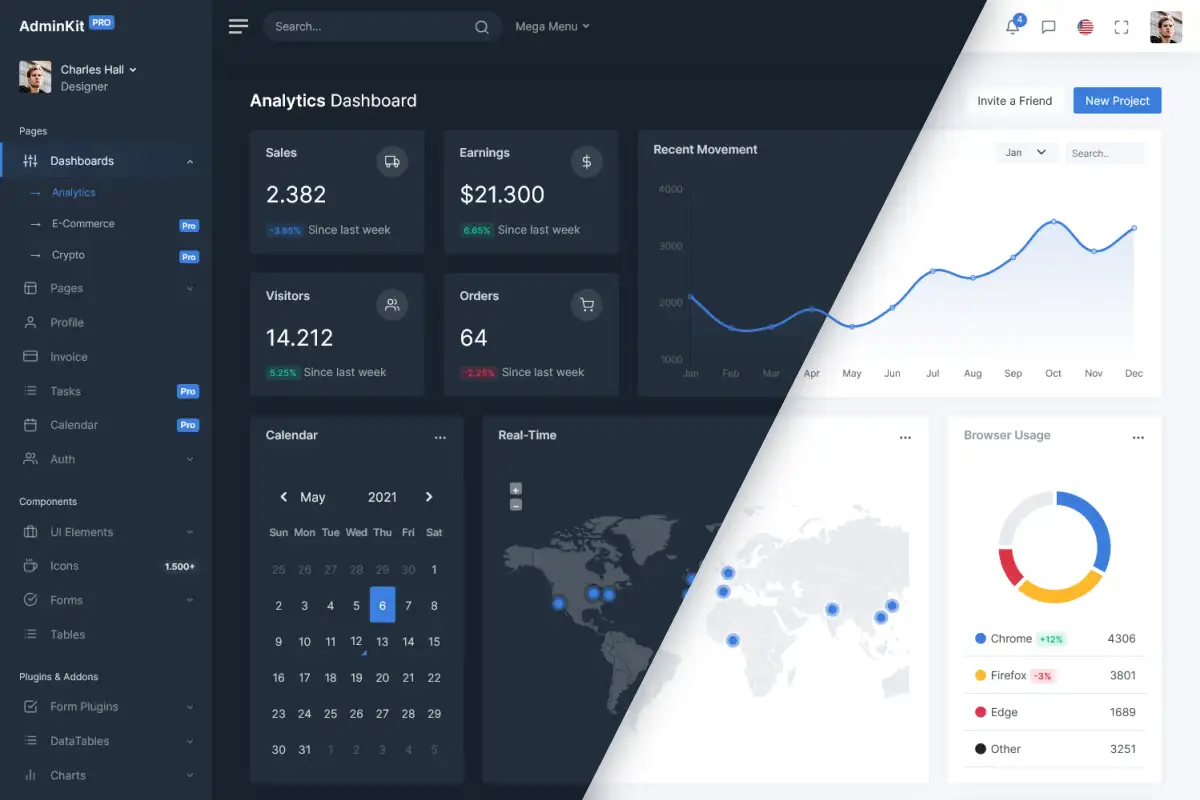 AdminKit PRO
Charles Hall
Designer
Pages
Dashboards
Analytics
E-Commerce Pro
Crypto Pro
Pages
Profile
Invoice
Tasks Pro
Calendar Pro
Auth
Components
UI Elements
Icons 1.500+
Forms
Tables
Plugins & Addons
Form Plugins
DataTables
Charts
Search...
Mega Menu
4
Analytics Dashboard
Invite a Friend
New Project
Sales
2.382
-3.65% Since last week
Earnings
$21.300
6.65% Since last week
Visitors
14.212
5.25% Since last week
Orders
64
-2.25% Since last week
Recent Movement
Jan
Search..
4000
3000
2000
1000
Jan Feb Mar Apr May Jun Jul Aug Sep Oct Nov Dec
Calendar
May 2021
Sun Mon Tue Wed Thu Fri Sat
25 26 27 28 29 30 1
2 3 4 5 6 7 8
9 10 11 12 13 14 15
16 17 18 19 20 21 22
23 24 25 26 27 28 29
30 31 1 2 3 4 5
Real-Time
+
−
Browser Usage
Chrome +12% 4306
Firefox -3% 3801
Edge 1689
Other 3251